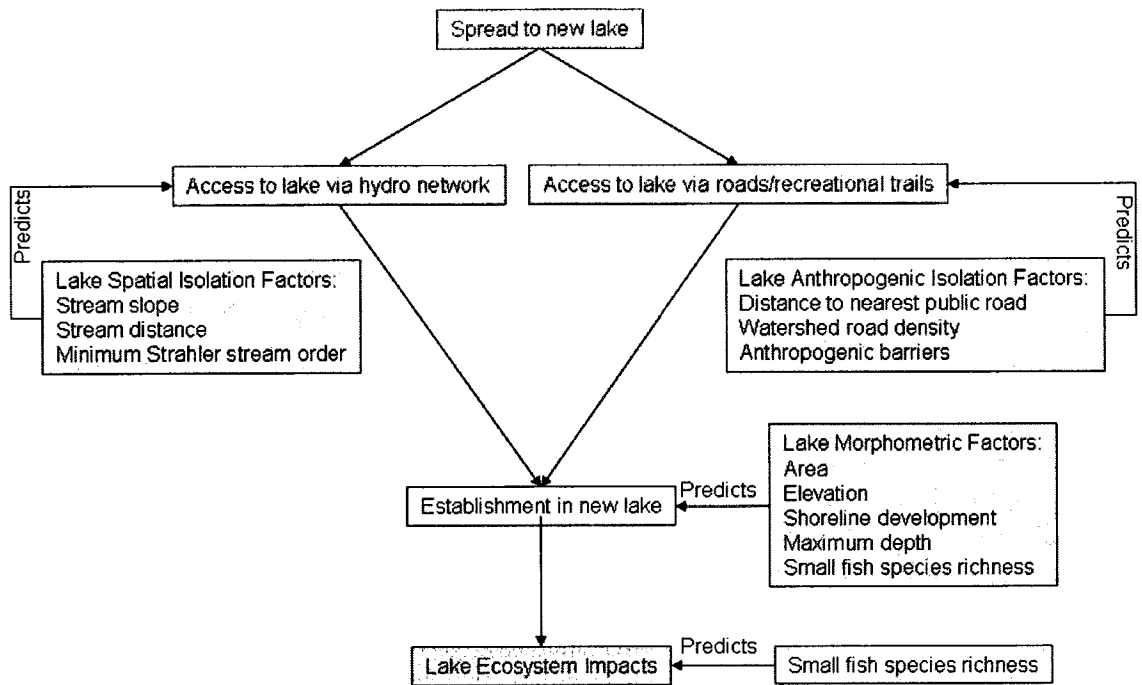 Spread to new lake
Access to lake via hydro network
Access to lake via roads/recreational trails
Predicts
Predicts
Lake Spatial Isolation Factors:
Stream slope
Stream distance
Minimum Strahler stream order
Lake Anthropogenic Isolation Factors:
Distance to nearest public road
Watershed road density
Anthropogenic barriers
Establishment in new lake
Predicts
Lake Morphometric Factors:
Area
Elevation
Shoreline development
Maximum depth
Small fish species richness
Lake Ecosystem Impacts
Predicts
Small fish species richness